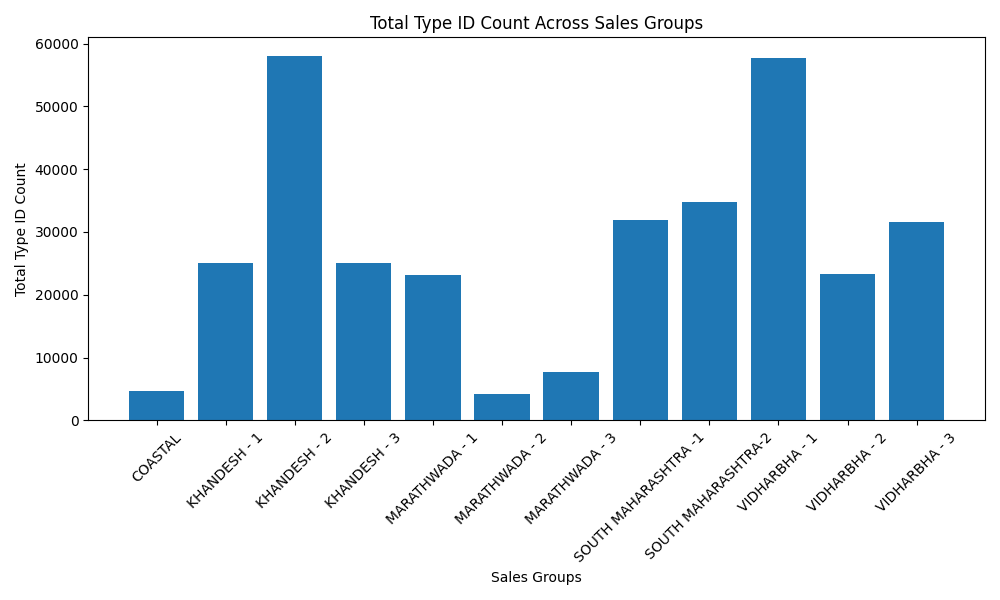 Total Type ID Count Across Sales Groups
Total Type ID Count
60000
50000
40000
30000
20000
10000
0
COASTAL
KHANDESH - 1
KHANDESH - 2
KHANDESH - 3
MARATHWADA - 1
MARATHWADA - 2
MARATHWADA - 3
SOUTH MAHARASHTRA -1
SOUTH MAHARASHTRA-2
VIDHARBHA - 1
VIDHARBHA - 2
VIDHARBHA - 3
Sales Groups